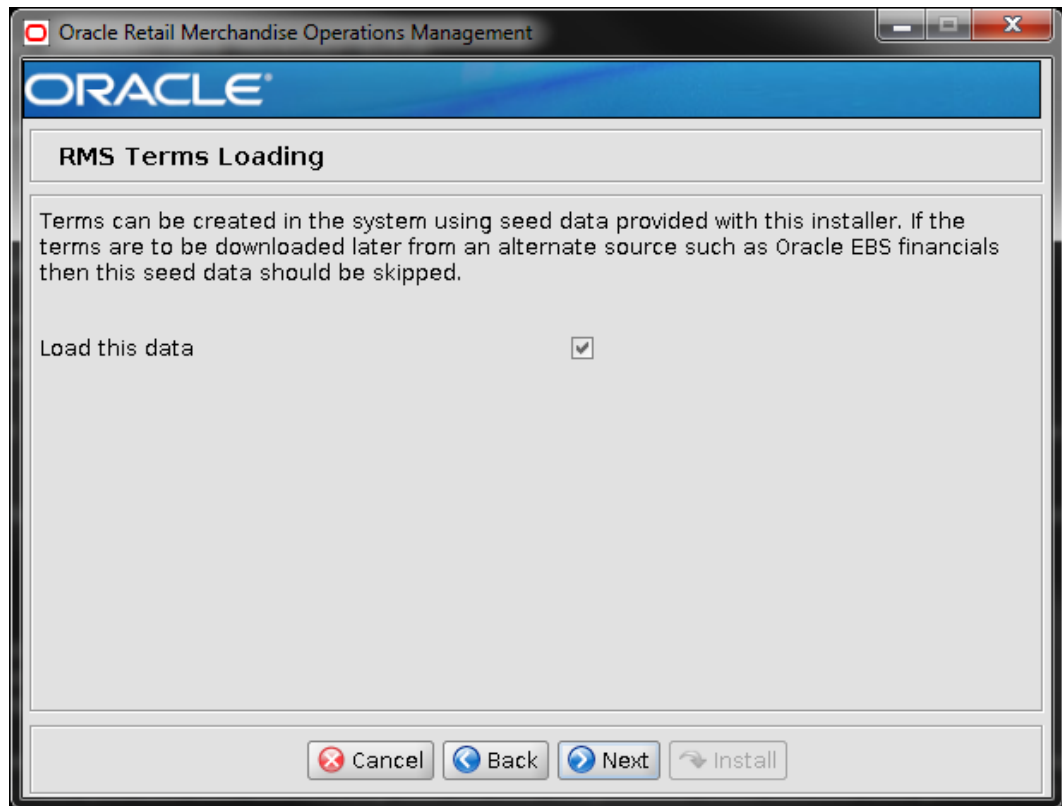 Oracle Retail Merchandise Operations Management
ORACLE®
RMS Terms Loading
Terms can be created in the system using seed data provided with this installer. If the
terms are to be downloaded later from an alternate source such as Oracle EBS financials
then this seed data should be skipped.
Load this data
Cancel Back Next Install